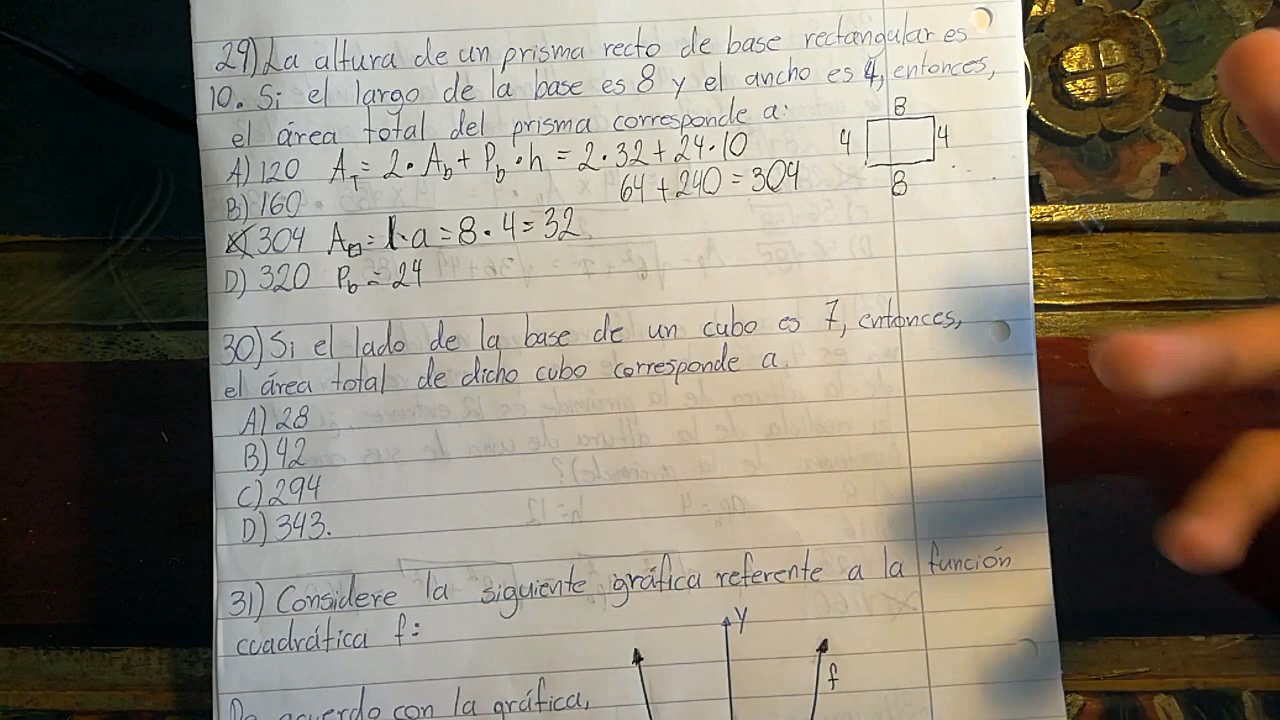 29) La altura de un prisma recto de base rectangular es
10. Si el largo de la base es 8 y el ancho es 4, entonces,
el área total del prisma corresponde a:
8
4 4
8
A) 120 A_T = 2·A_b + P_b·h = 2·32 + 24·10
64 + 240 = 304
B) 160
304 A□ = l·a = 8·4 = 32
D) 320 P_b = 24
30) Si el lado de la base de un cubo es 7, entonces,
el área total de dicho cubo corresponde a.
A) 28
B) 42
C) 294
D) 343.
31) Considere la siguiente gráfica referente a la función
cuadrática f:
y
f
De acuerdo con la gráfica,